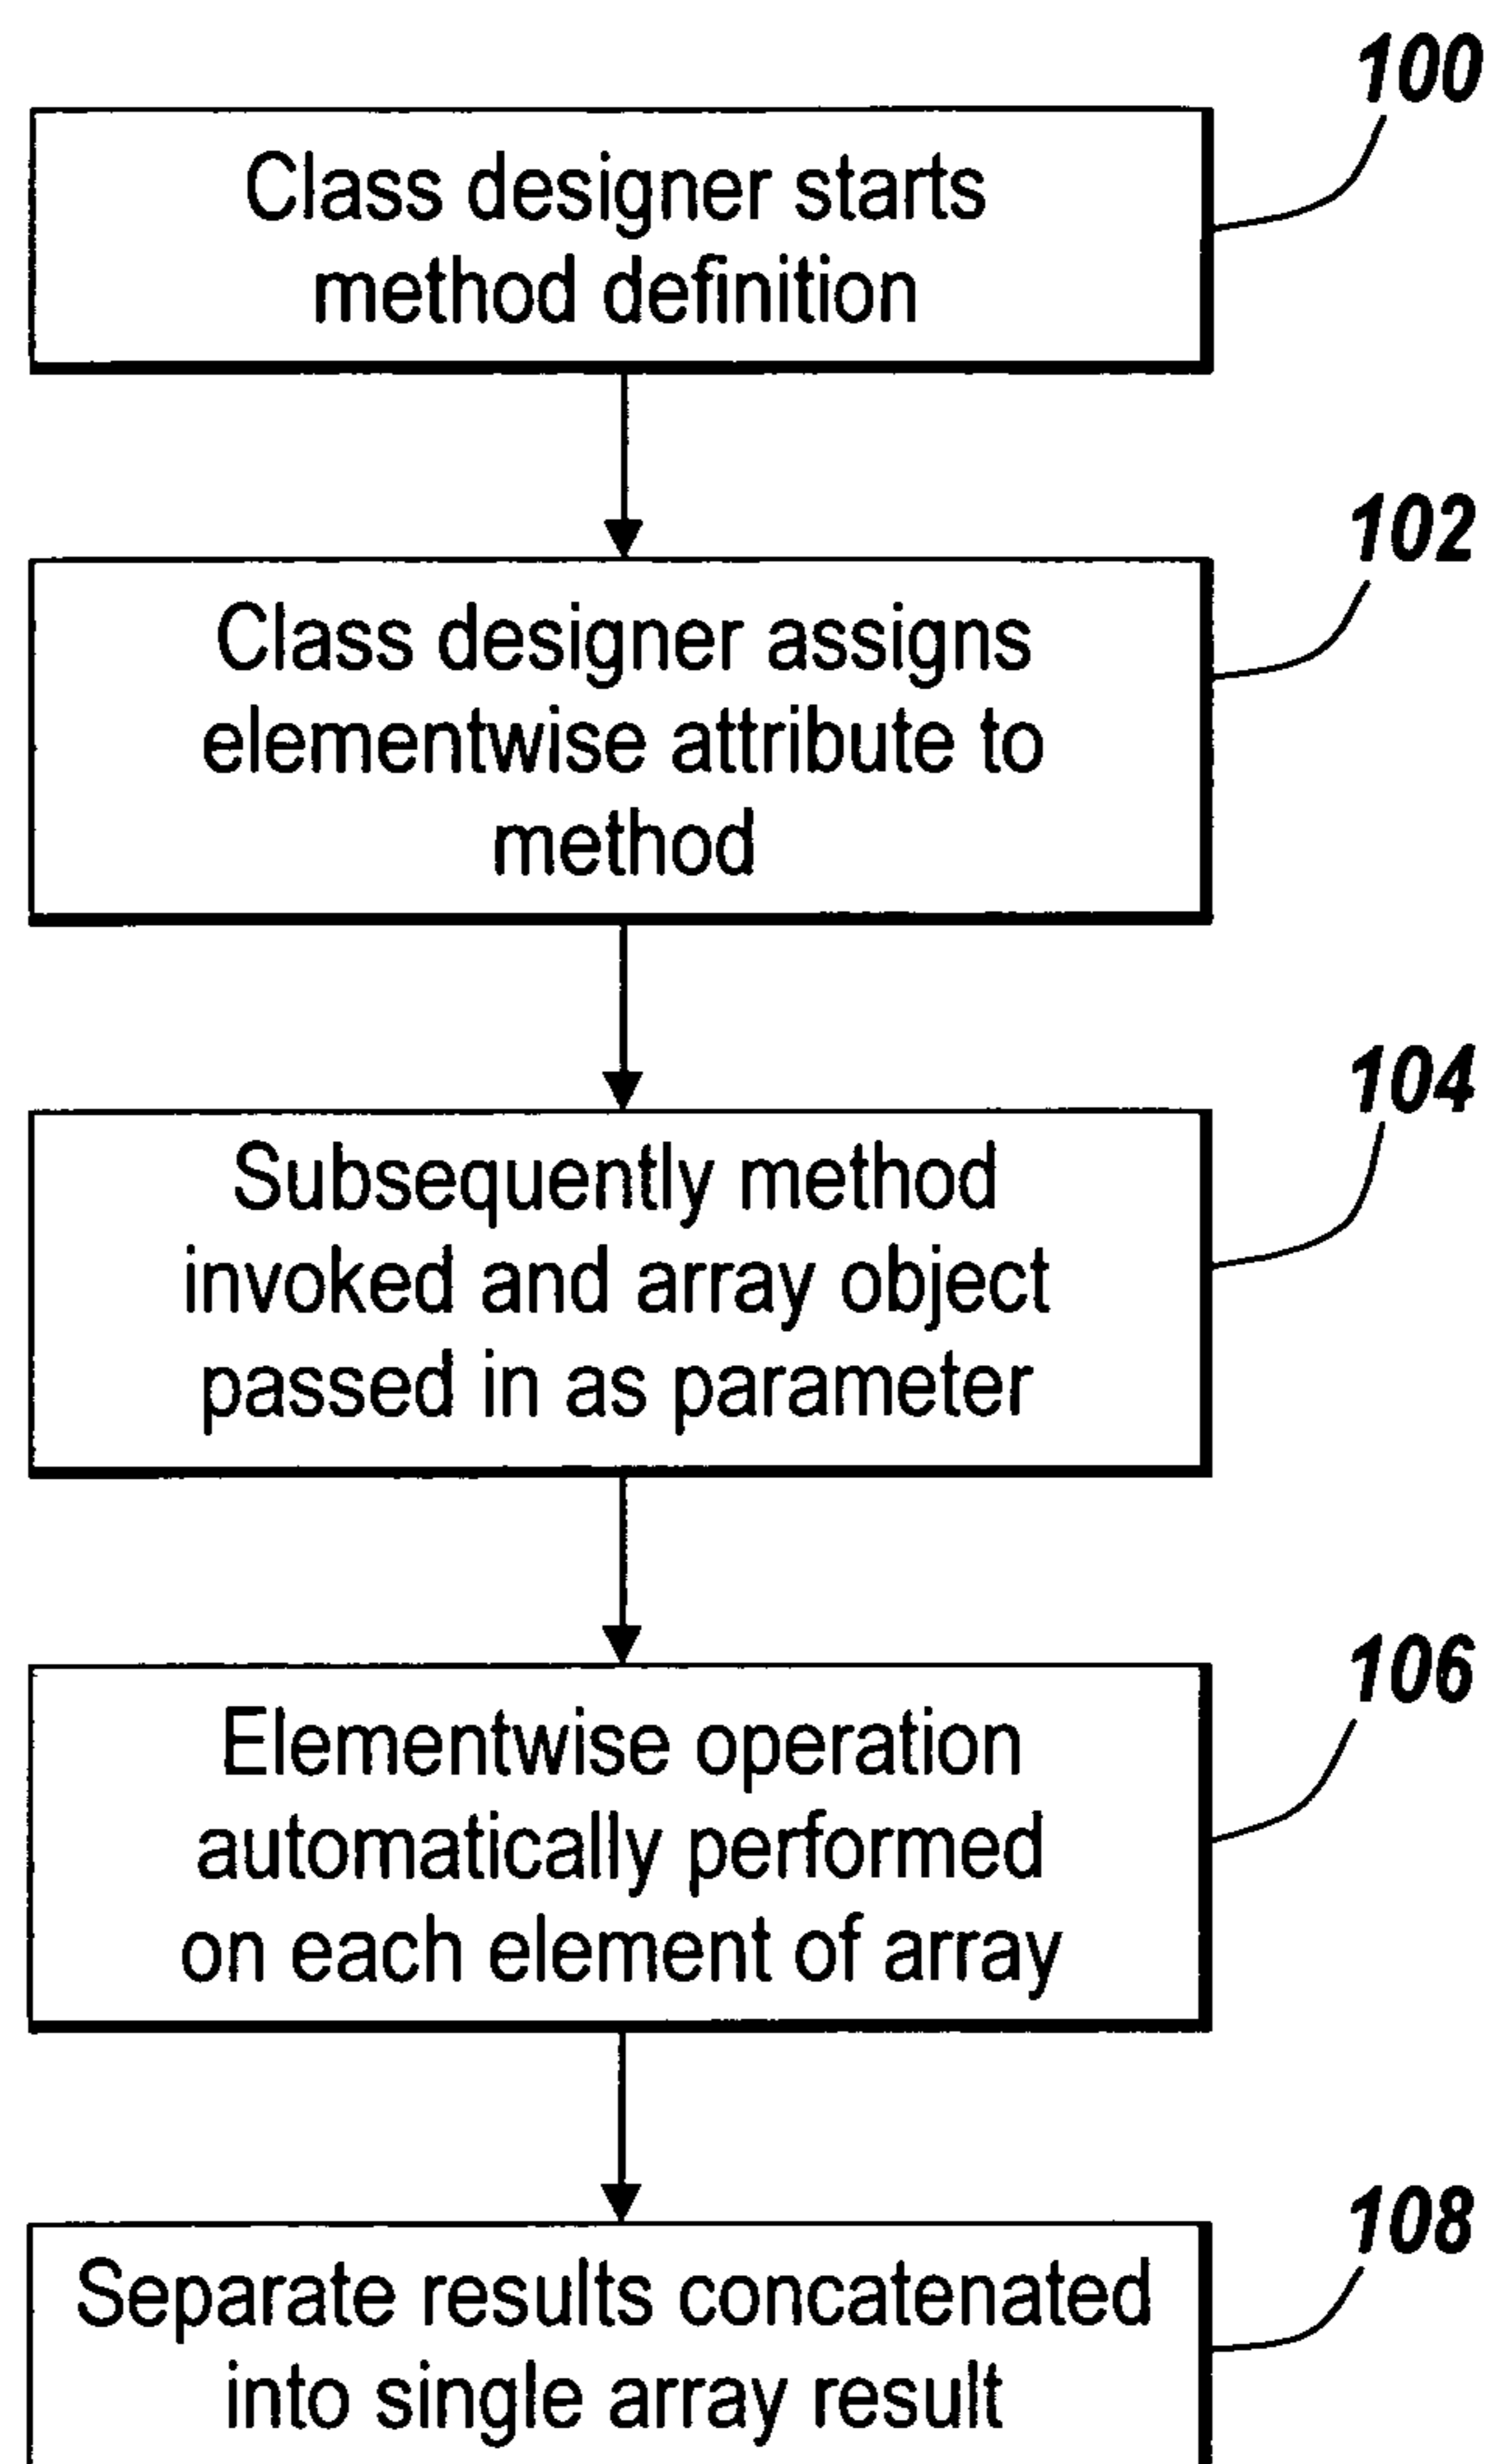 100
Class designer starts
method definition
102
Class designer assigns
elementwise attribute to
method
104
Subsequently method
invoked and array object
passed in as parameter
106
Elementwise operation
automatically performed
on each element of array
108
Separate results concatenated
into single array result